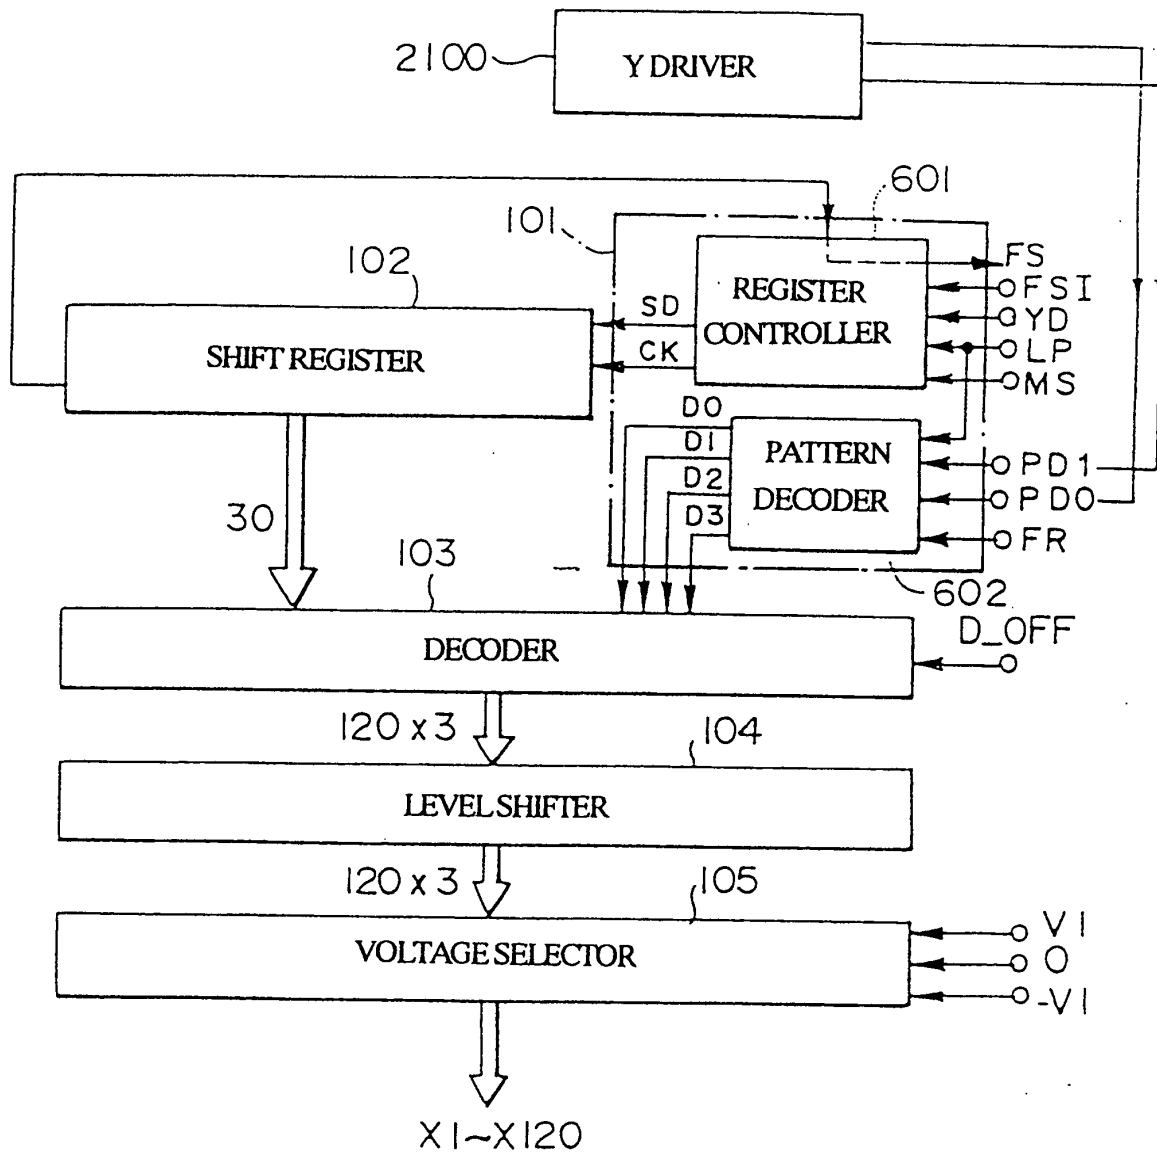 2100
Y DRIVER
601
101
102
FS
REGISTER
CONTROLLER
FSI
YD
LP
MS
SD
CK
SHIFT REGISTER
D0
D1
D2
D3
PATTERN
DECODER
PD1
PD0
FR
30
103
602
D_OFF
DECODER
120 x 3
104
LEVEL SHIFTER
120 x 3
105
VOLTAGE SELECTOR
V1
0
-V1
X1~X120